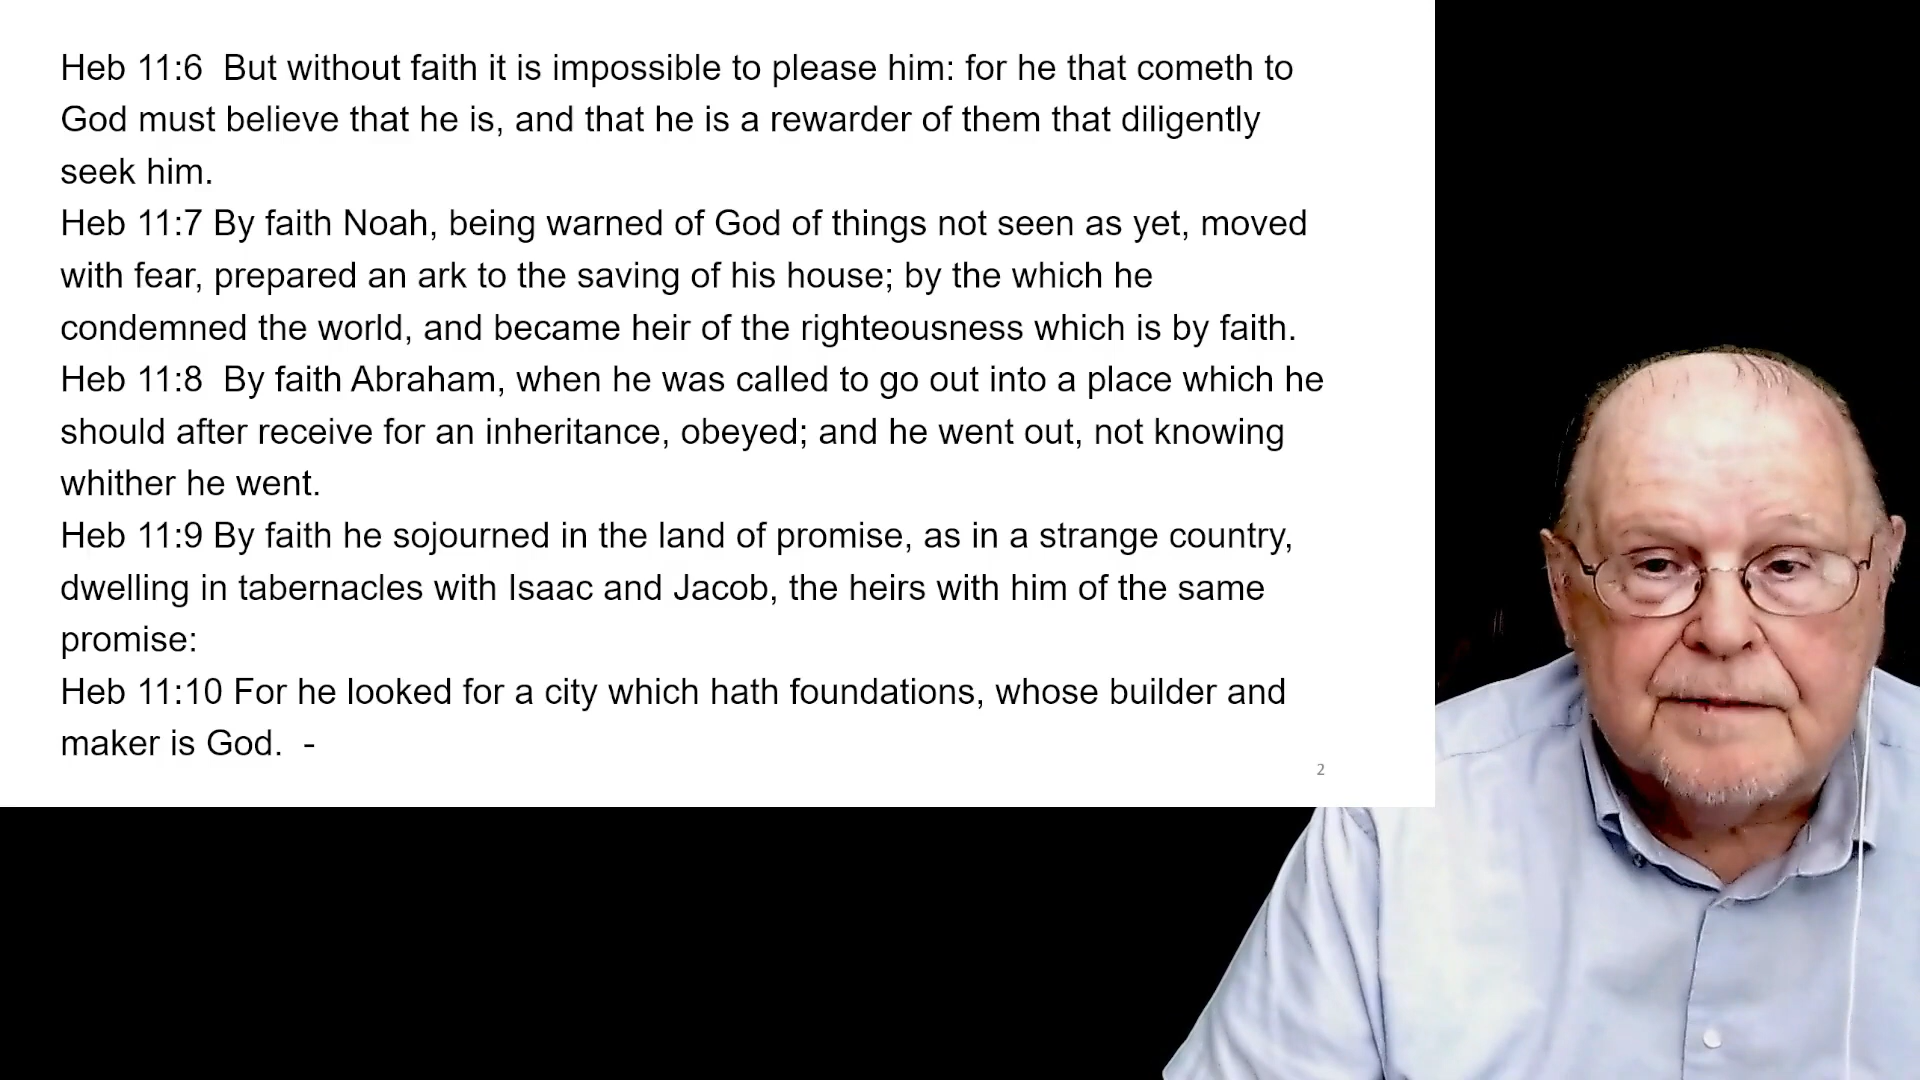 Heb 11:6  But without faith it is impossible to please him: for he that cometh to
God must believe that he is, and that he is a rewarder of them that diligently
seek him.
Heb 11:7 By faith Noah, being warned of God of things not seen as yet, moved
with fear, prepared an ark to the saving of his house; by the which he
condemned the world, and became heir of the righteousness which is by faith.
Heb 11:8  By faith Abraham, when he was called to go out into a place which he
should after receive for an inheritance, obeyed; and he went out, not knowing
whither he went.
Heb 11:9 By faith he sojourned in the land of promise, as in a strange country,
dwelling in tabernacles with Isaac and Jacob, the heirs with him of the same
promise:
Heb 11:10 For he looked for a city which hath foundations, whose builder and
maker is God.  -
2